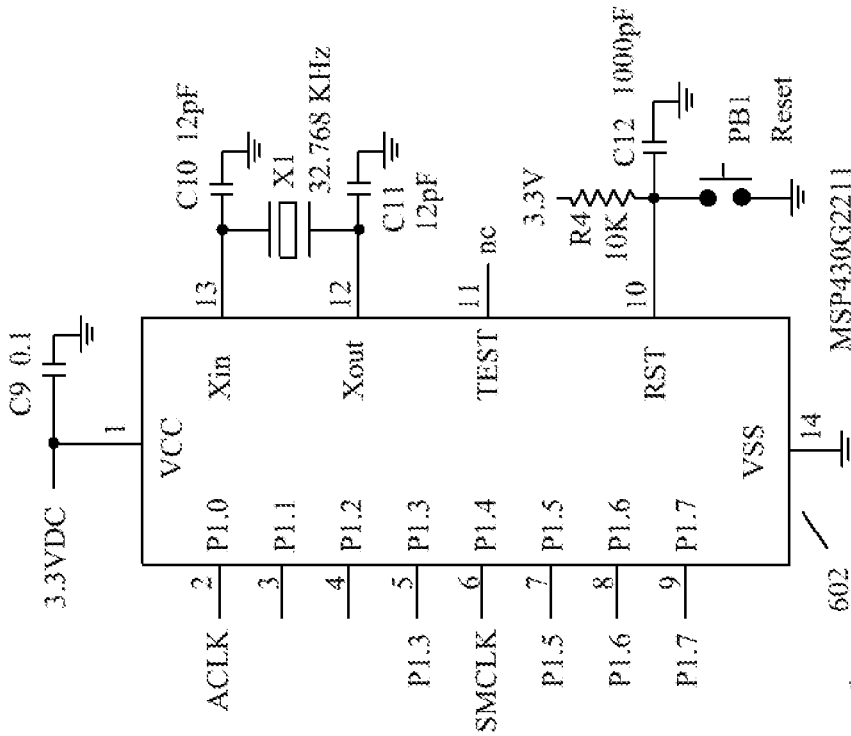 3.3VDC
C9 0.1
1
VCC
ACLK
2
P1.0
3
P1.1
4
P1.2
P1.3
5
P1.3
SMCLK
6
P1.4
P1.5
7
P1.5
P1.6
8
P1.6
P1.7
9
P1.7
Xin
13
C10 12pF
X1
32.768 KHz
Xout
12
C11
12pF
TEST
11
nc
3.3V
R4
10K
RST
10
C12 1000pF
PB1
Reset
VSS
14
602
MSP430G2211